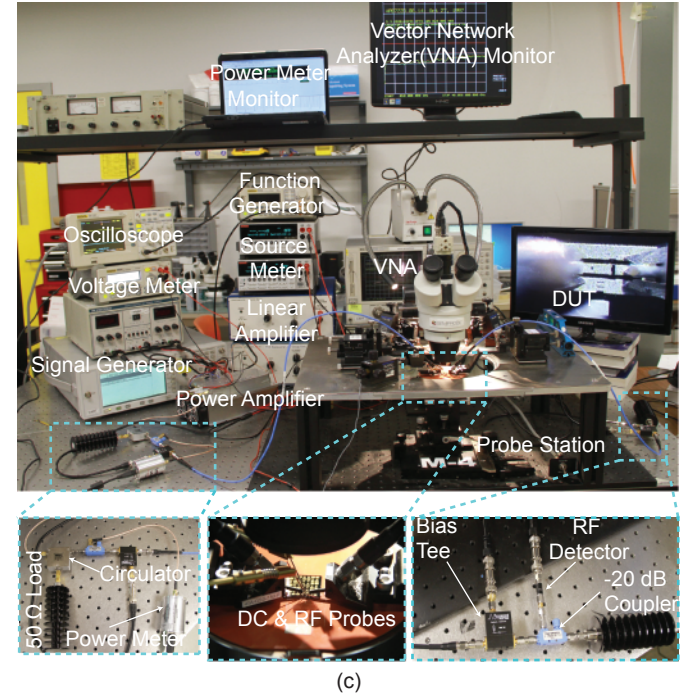 Vector Network
Analyzer(VNA) Monitor
Power Meter
Monitor
Function
Generator
Oscilloscope
Source
Meter
VNA
Voltage Meter
DUT
Linear
Amplifier
Signal Generator
Power Amplifier
Probe Station
M-4
Bias
Tee
RF
Detector
50 Ω Load
Circulator
-20 dB
Coupler
DC & RF Probes
Power Meter
(c)